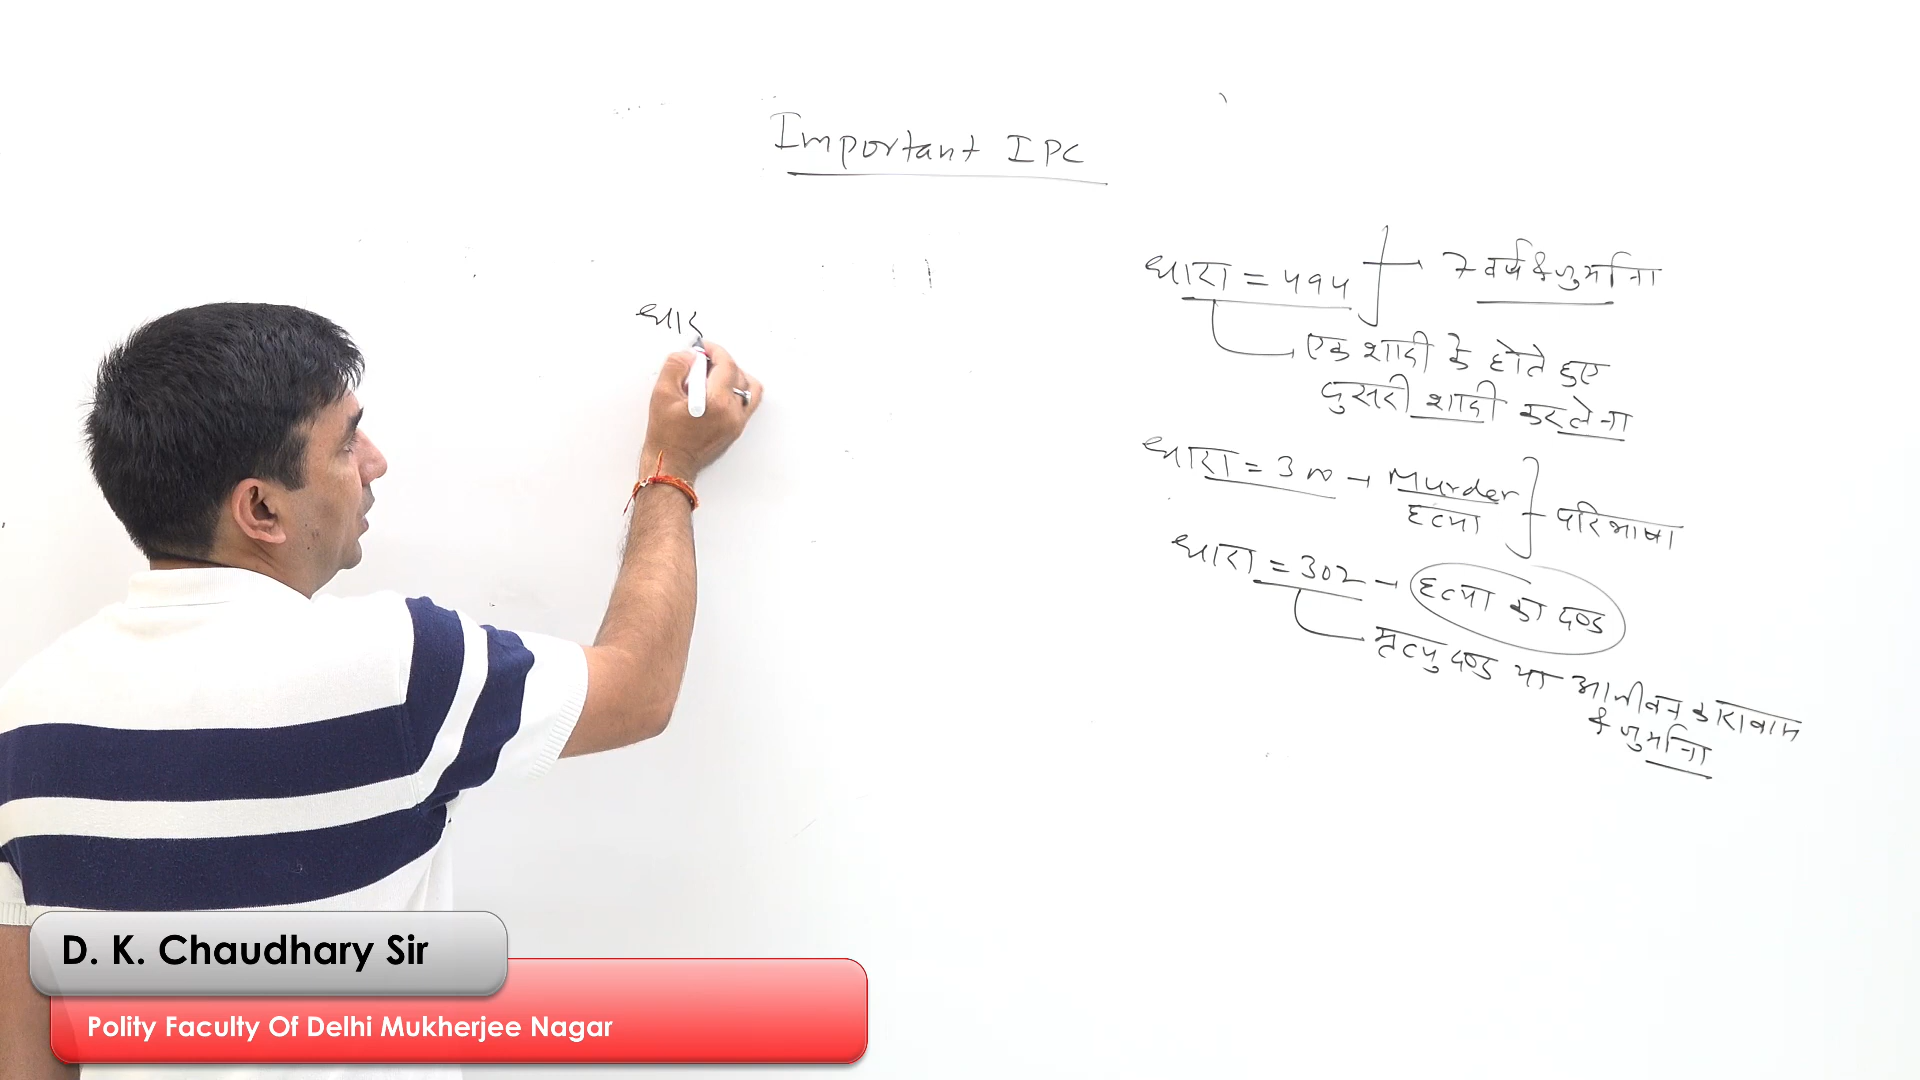 Important IPC
धारा = 494 7 वर्ष & जुर्माना
एक शादी के होते हुए
दुसरी शादी कर लेना
धारा = 300 → Murder परिभाषा
हत्या
धारा = 302 → हत्या का दण्ड
मृत्यु दण्ड या आजीवन कारावास
& जुर्माना
धार
D. K. Chaudhary Sir
Polity Faculty Of Delhi Mukherjee Nagar